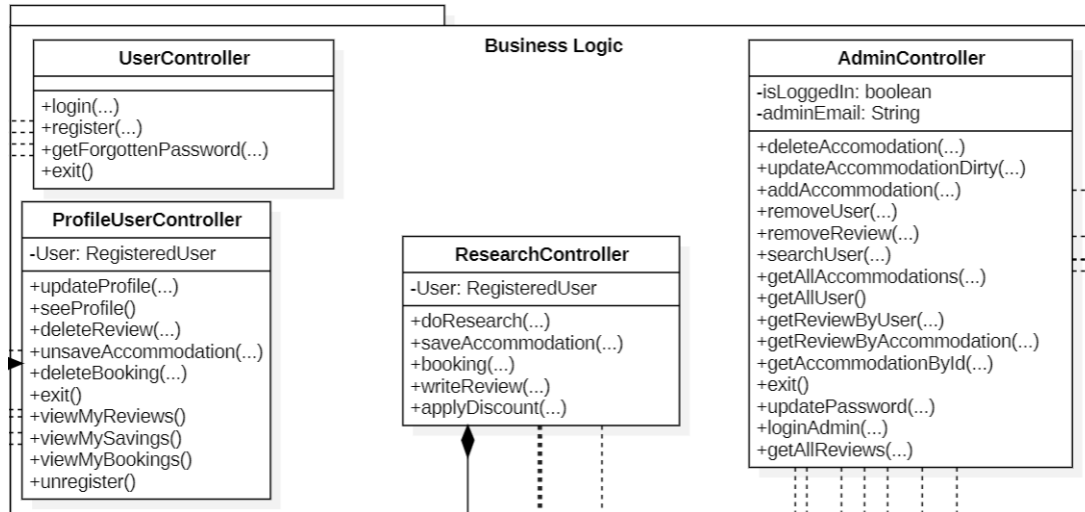 Business Logic
UserController
+login(...)
+register(...)
+getForgottenPassword(...)
+exit()
ProfileUserController
-User: RegisteredUser
+updateProfile(...)
+seeProfile()
+deleteReview(...)
+unsaveAccommodation(...)
+deleteBooking(...)
+exit()
+viewMyReviews()
+viewMySavings()
+viewMyBookings()
+unregister()
ResearchController
-User: RegisteredUser
+doResearch(...)
+saveAccommodation(...)
+booking(...)
+writeReview(...)
+applyDiscount(...)
AdminController
-isLoggedIn: boolean
-adminEmail: String
+deleteAccomodation(...)
+updateAccommodationDirty(...)
+addAccommodation(...)
+removeUser(...)
+removeReview(...)
+searchUser(...)
+getAllAccommodations(...)
+getAllUser()
+getReviewByUser(...)
+getReviewByAccommodation(...)
+getAccommodationById(...)
+exit()
+updatePassword(...)
+loginAdmin(...)
+getAllReviews(...)